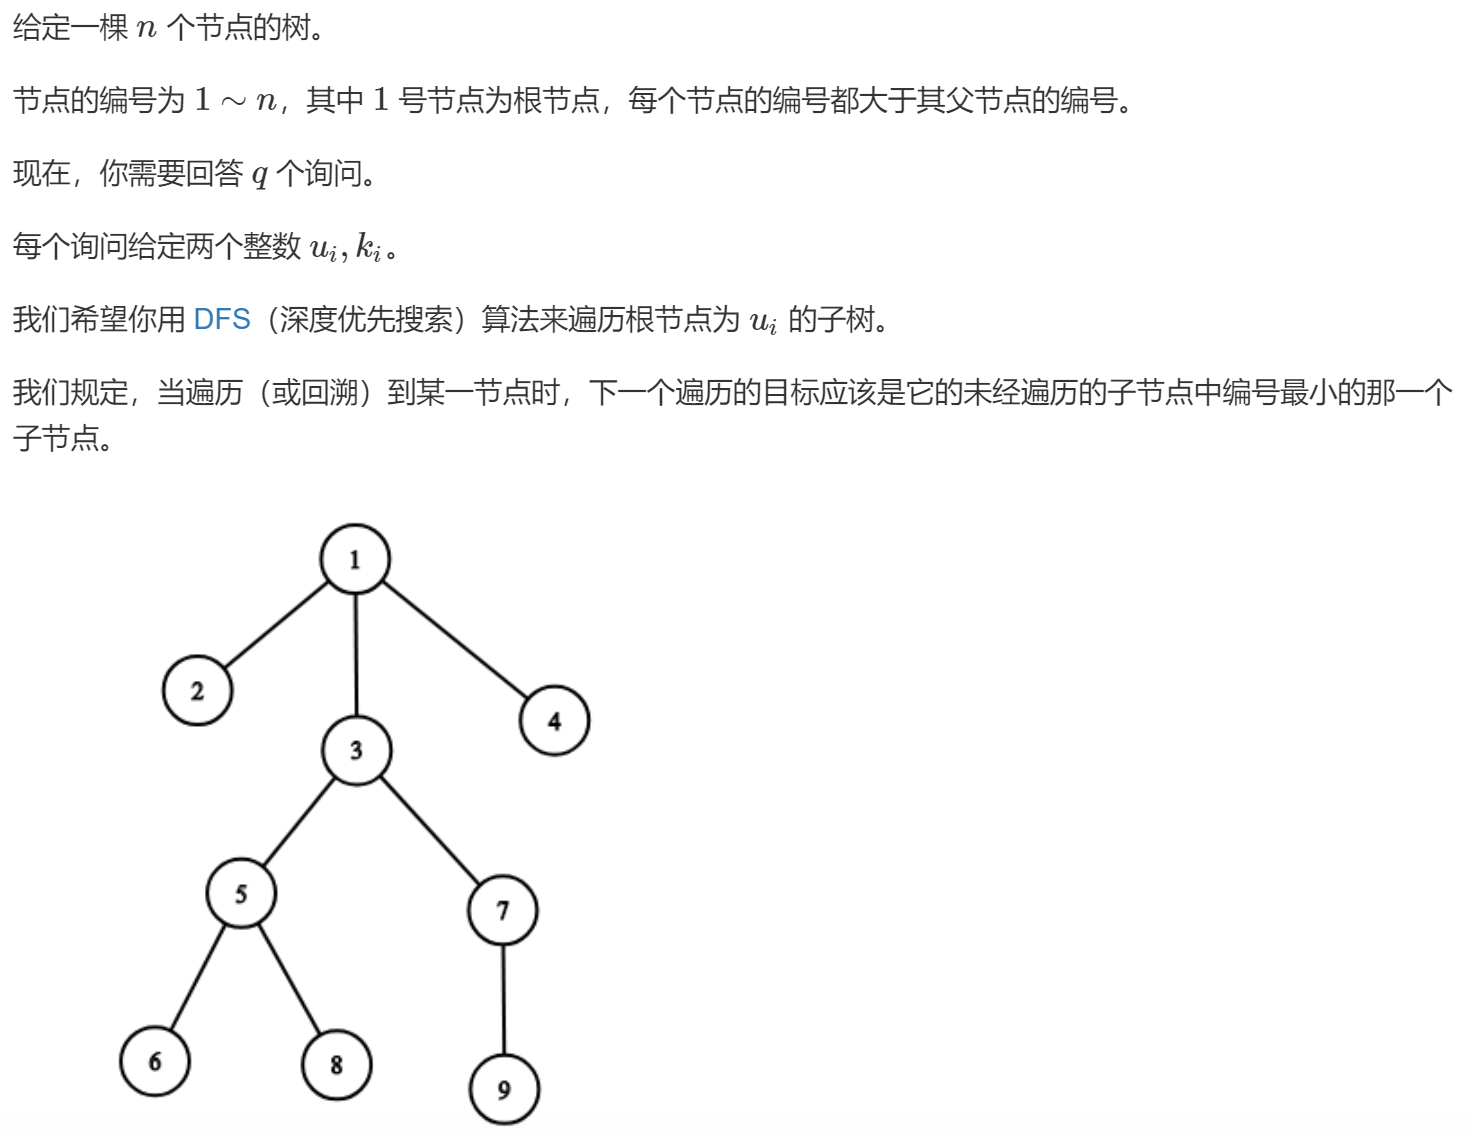 给定一棵 n 个节点的树。
节点的编号为 1 ∼ n，其中 1 号节点为根节点，每个节点的编号都大于其父节点的编号。
现在，你需要回答 q 个询问。
每个询问给定两个整数 u_i, k_i。
我们希望你用 DFS（深度优先搜索）算法来遍历根节点为 u_i 的子树。
我们规定，当遍历（或回溯）到某一节点时，下一个遍历的目标应该是它的未经遍历的子节点中编号最小的那一个
子节点。
1
2
4
3
5
7
6
8
9